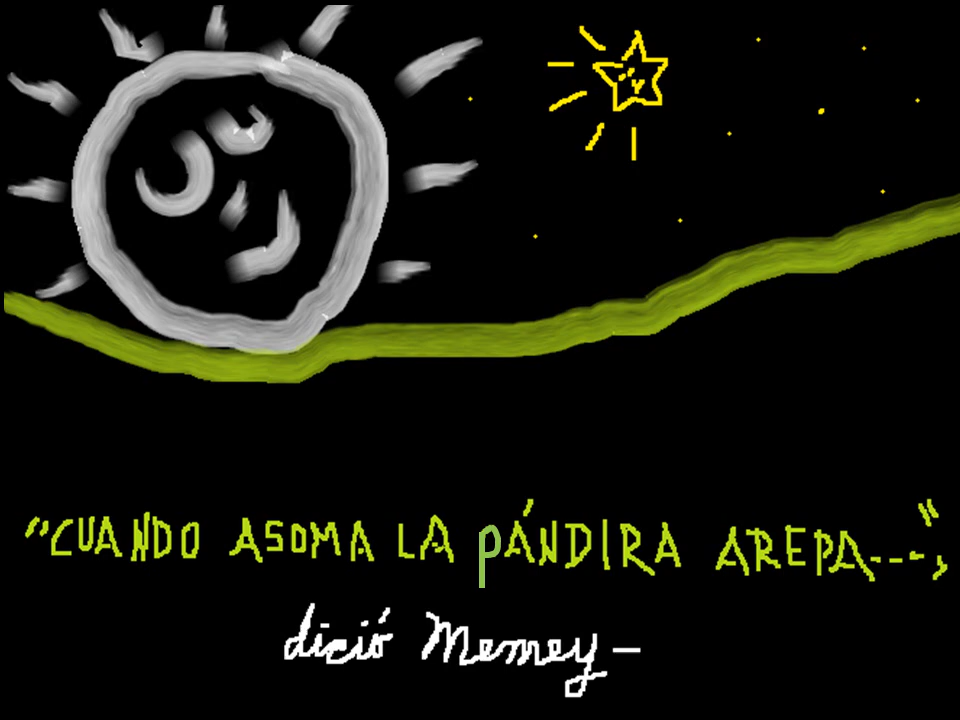 "CUANDO ASOMA LA pÁNDIRA AREPA---",
dició Memey-